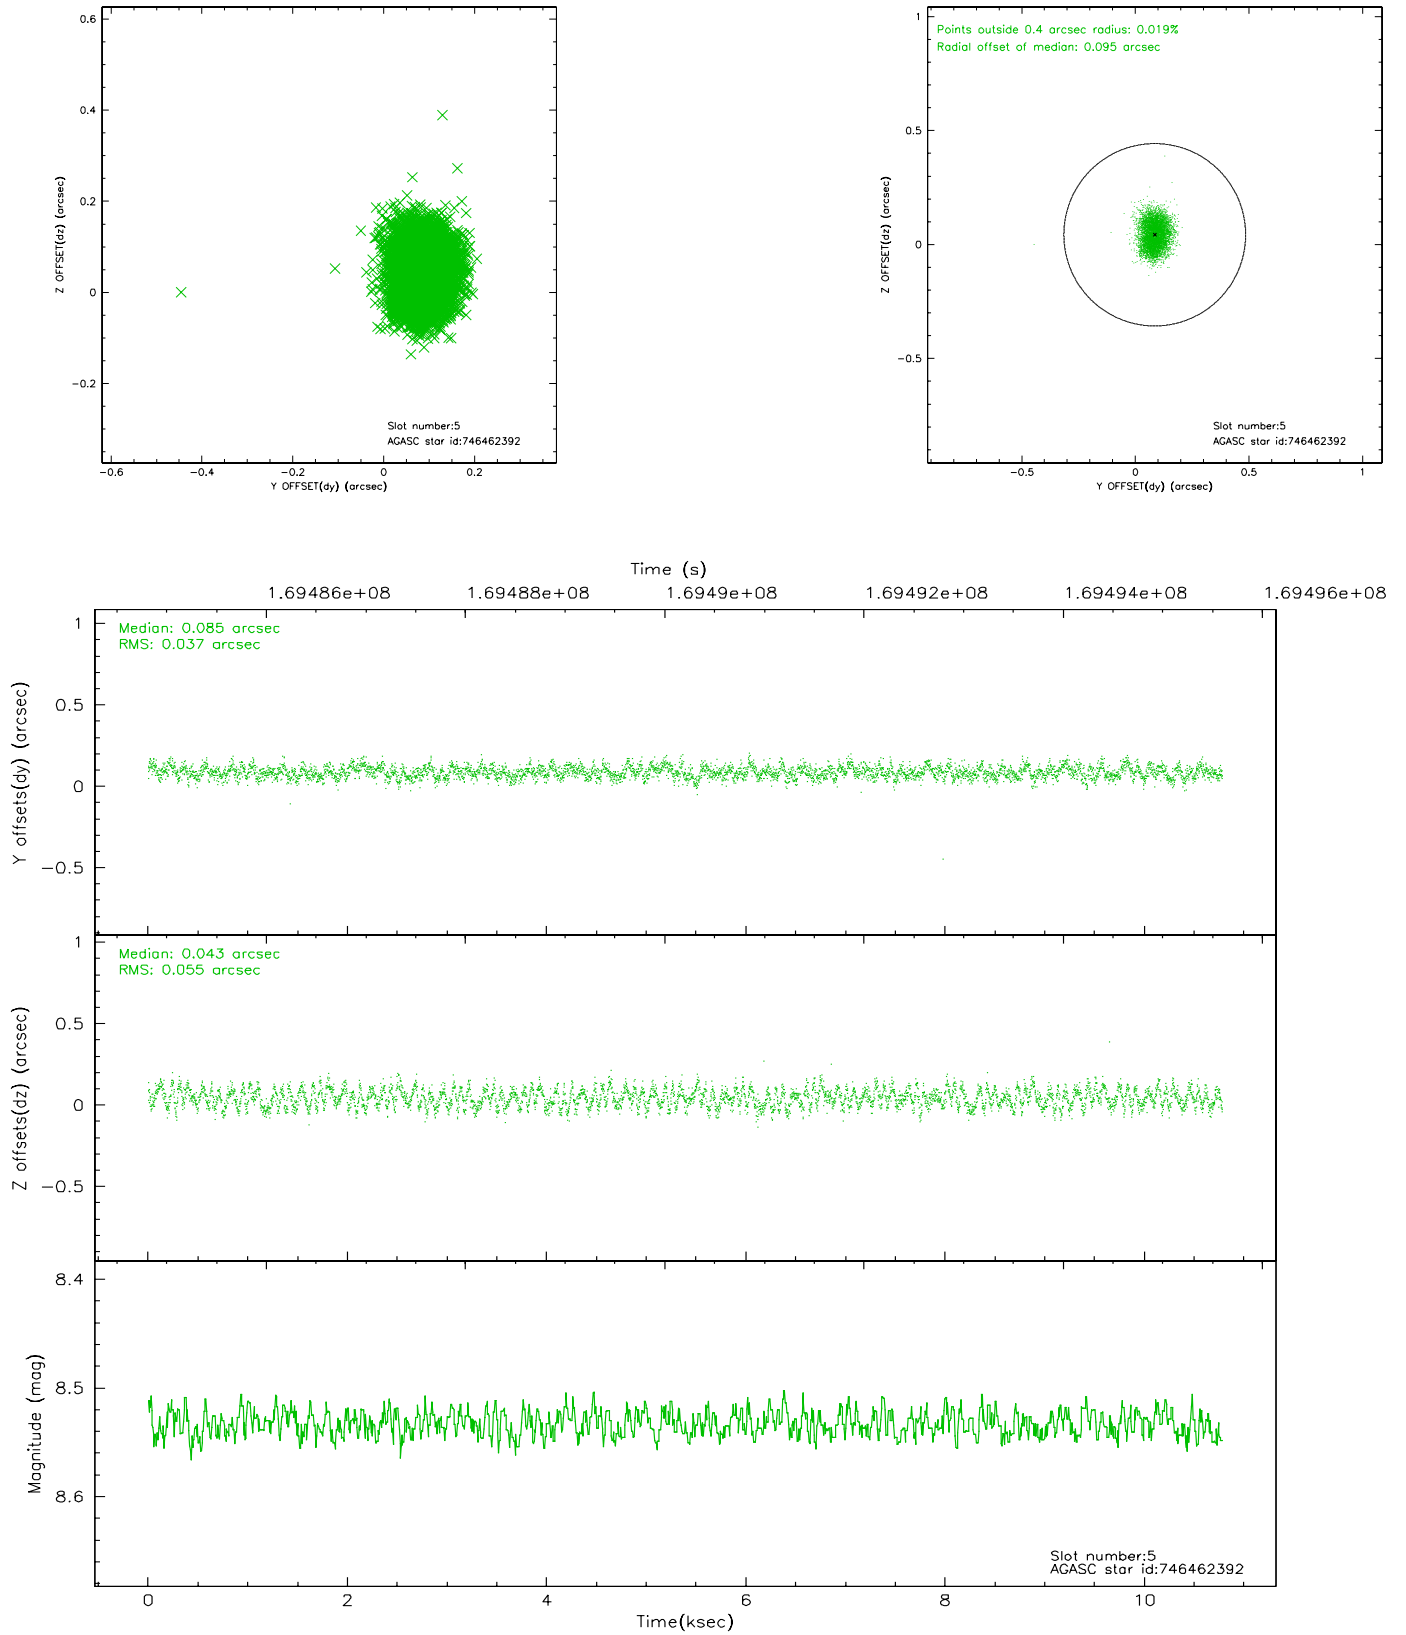 0.6
0.4
0.2
0
−0.2
−0.6
−0.4
−0.2
0
0.2
Z OFFSET(dz) (arcsec)
Y OFFSET(dy) (arcsec)
Slot number:5
AGASC star id:746462392
Points outside 0.4 arcsec radius: 0.019%
Radial offset of median: 0.095 arcsec
1
0.5
0
−0.5
−0.5
0
0.5
1
Z OFFSET(dz) (arcsec)
Y OFFSET(dy) (arcsec)
Slot number:5
AGASC star id:746462392
Time (s)
1.69486e+08
1.69488e+08
1.6949e+08
1.69492e+08
1.69494e+08
1.69496e+08
Median: 0.085 arcsec
RMS: 0.037 arcsec
1
0.5
0
−0.5
Y offsets(dy) (arcsec)
Median: 0.043 arcsec
RMS: 0.055 arcsec
1
0.5
0
−0.5
Z offsets(dz) (arcsec)
8.4
8.5
8.6
Magnitude (mag)
Slot number:5
AGASC star id:746462392
0
2
4
6
8
10
Time(ksec)